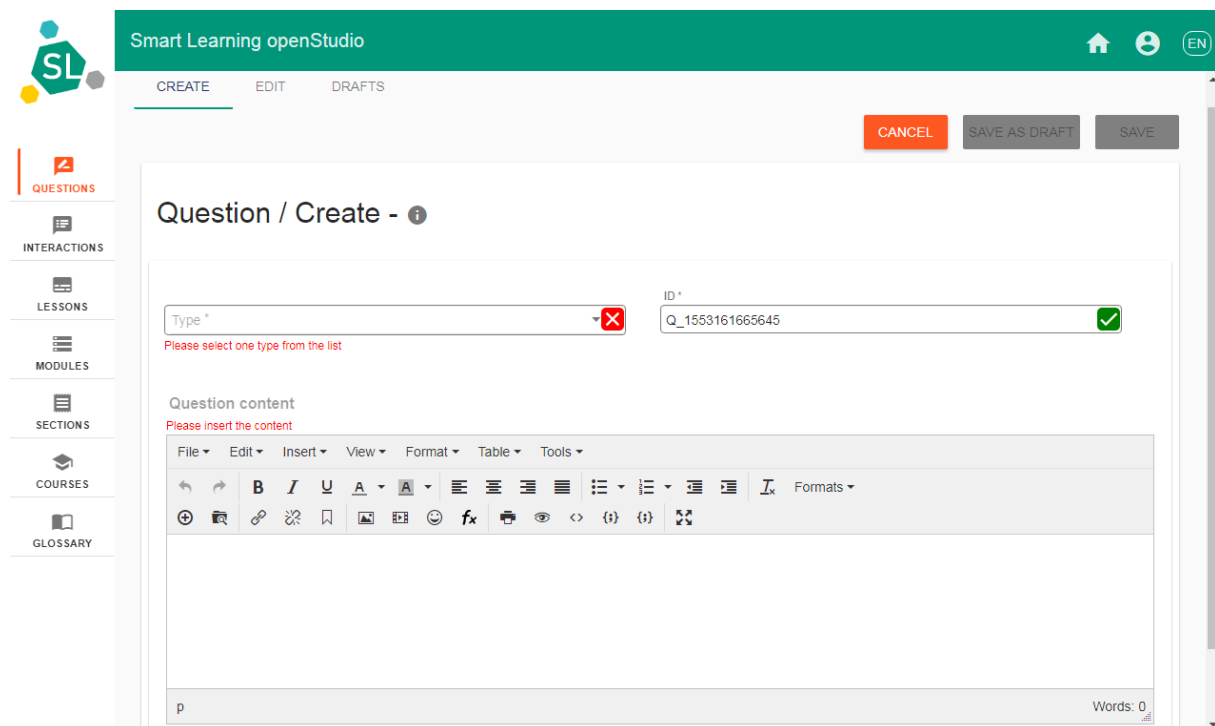 SL
Smart Learning openStudio
EN
CREATE EDIT DRAFTS
CANCEL SAVE AS DRAFT SAVE
QUESTIONS
INTERACTIONS
LESSONS
MODULES
SECTIONS
COURSES
GLOSSARY
Question / Create -
ID *
Type * Q_1553161665645
Please select one type from the list
Question content
Please insert the content
File Edit Insert View Format Table Tools
B I U A A Formats
fx
p Words: 0